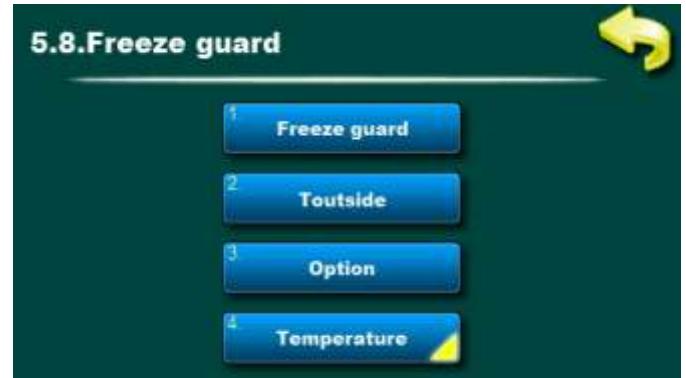 5.8.Freeze guard
1.
Freeze guard
2.
Toutside
3.
Option
4.
Temperature